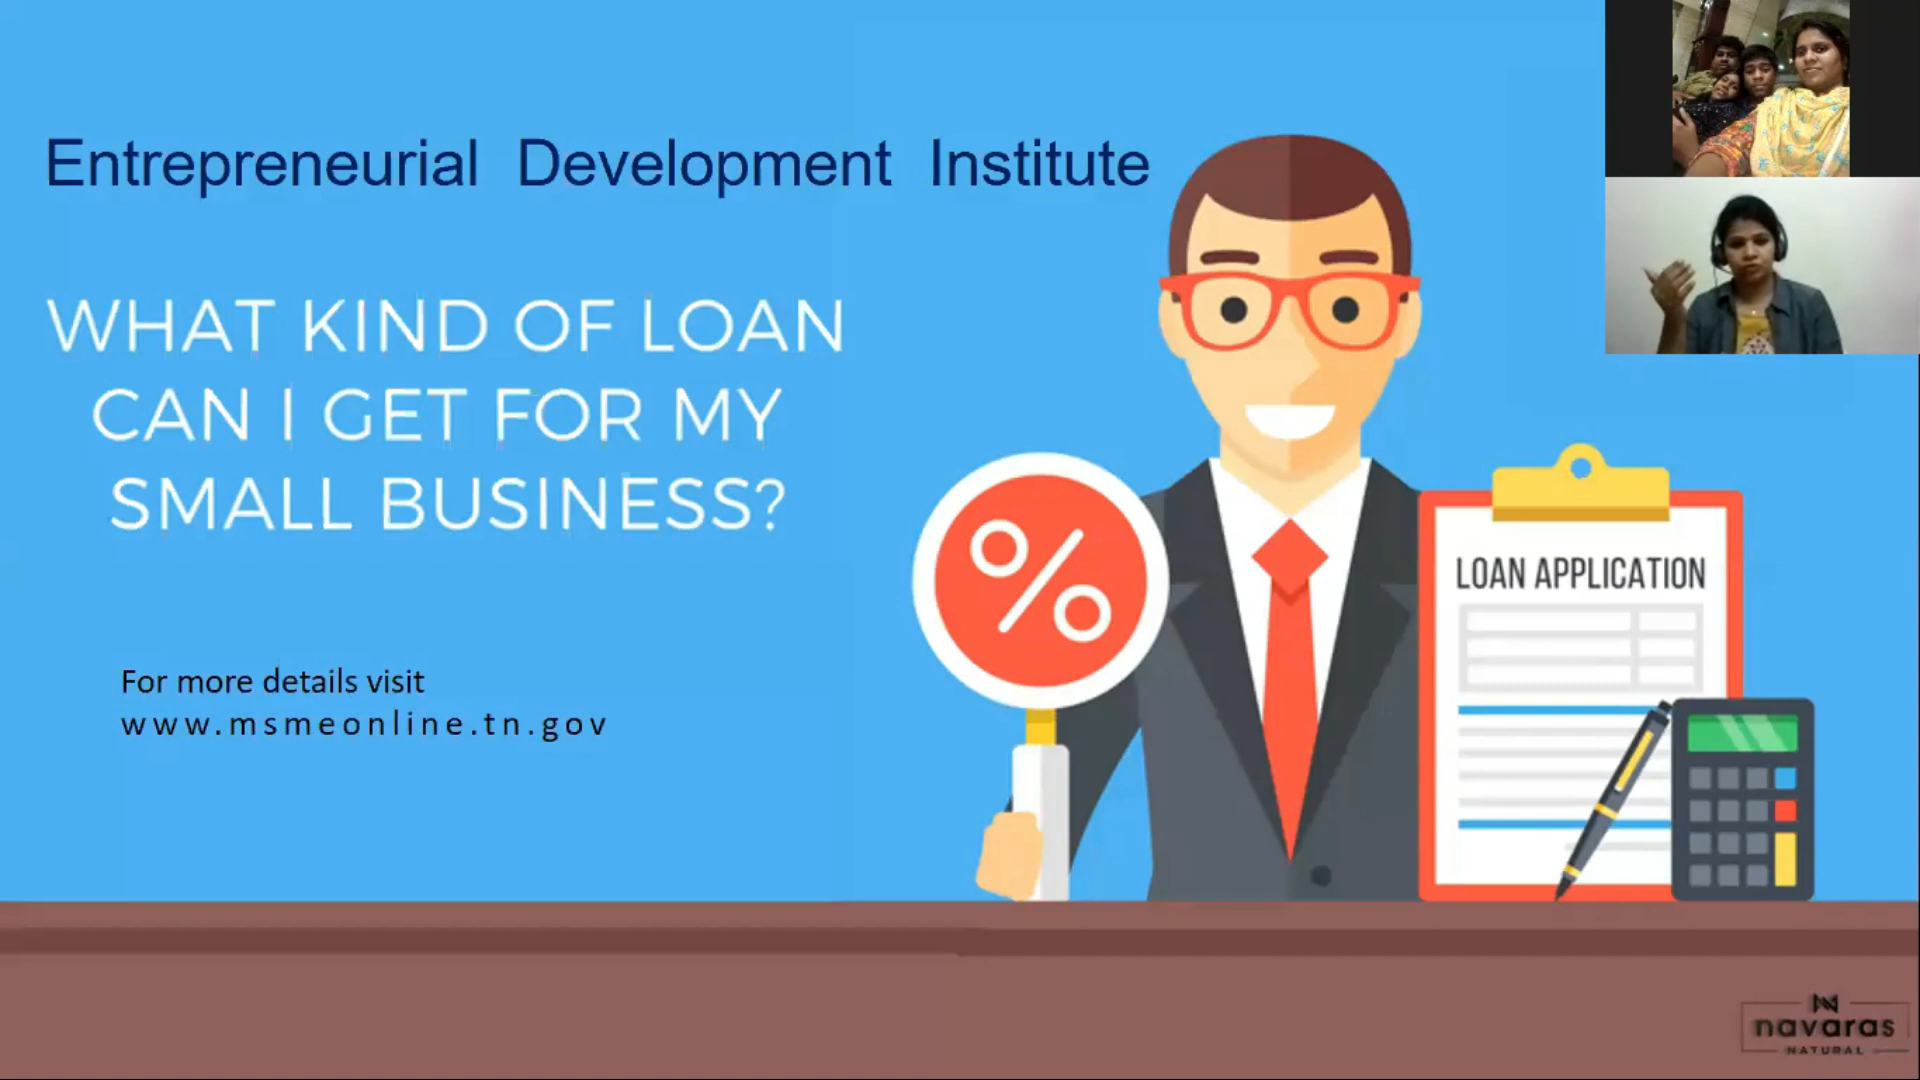 Entrepreneurial Development Institute
WHAT KIND OF LOAN
CAN I GET FOR MY
SMALL BUSINESS?
For more details visit
www.msmeonline.tn.gov
%
LOAN APPLICATION
N
navaras
NATURAL